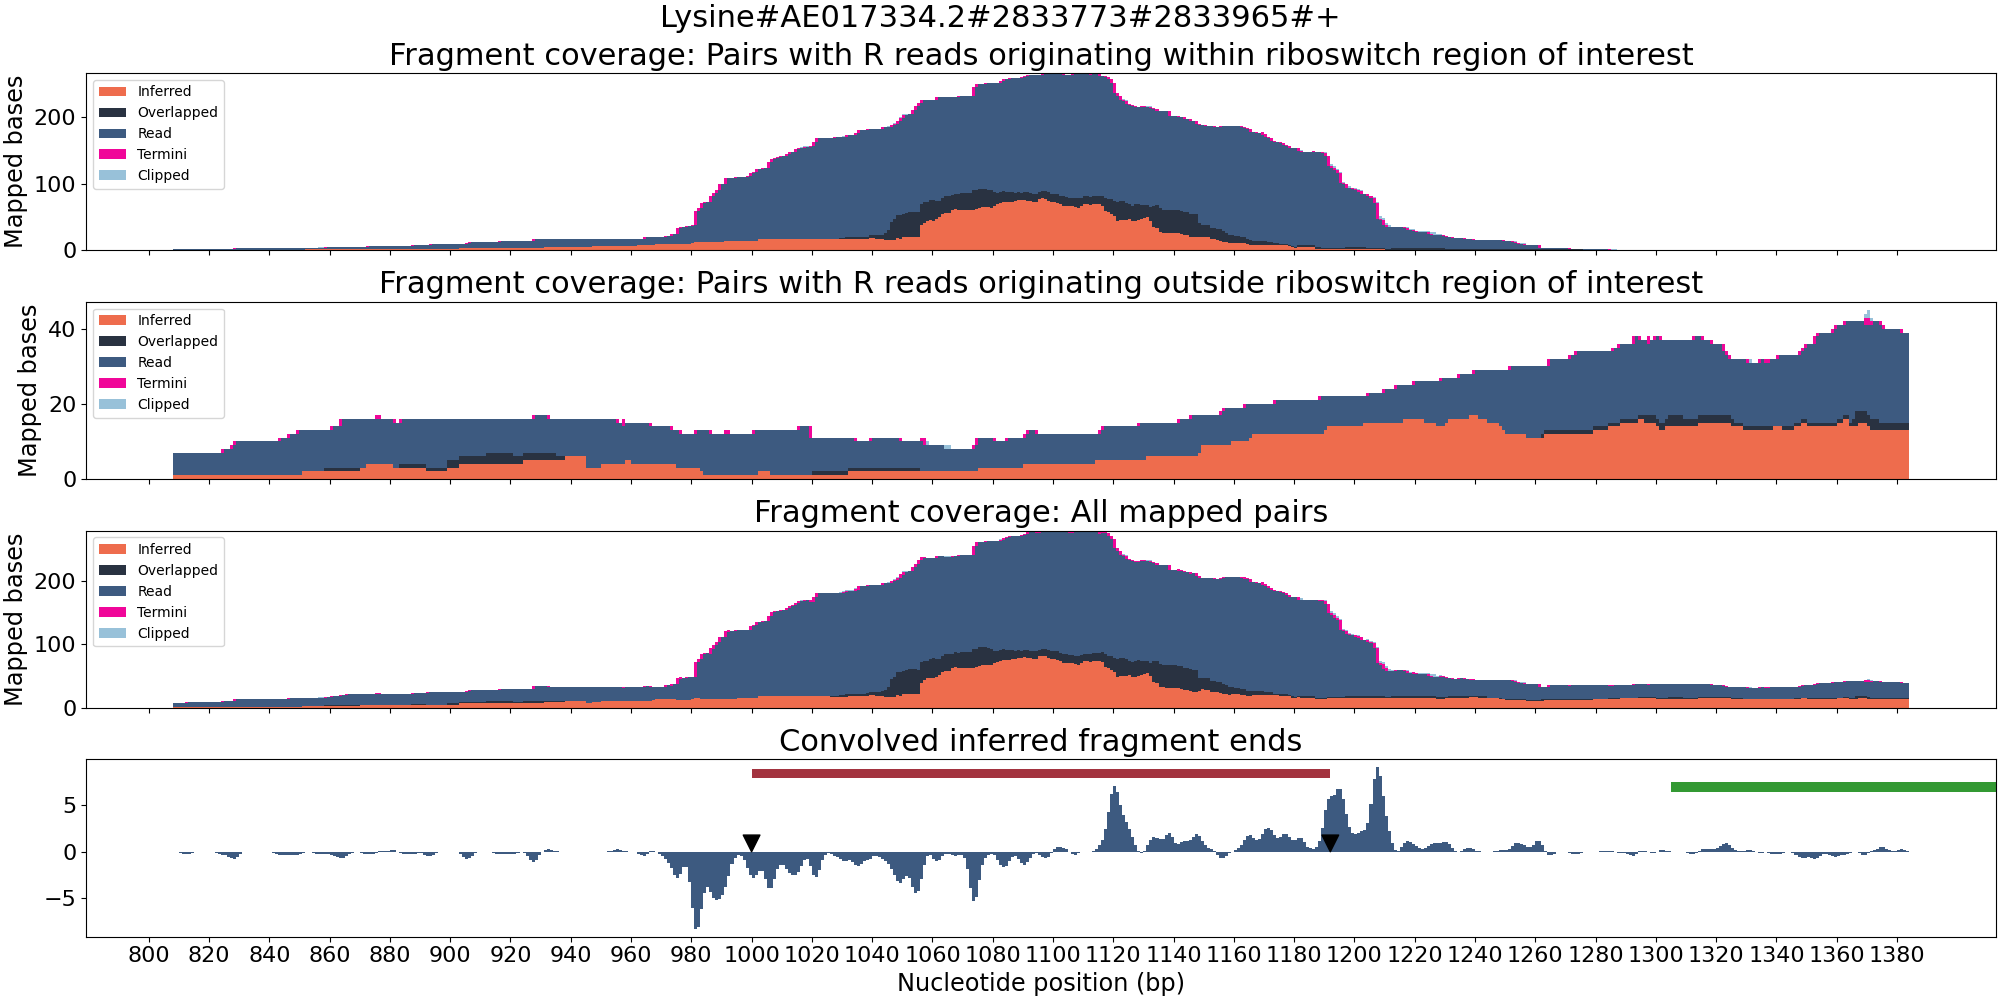 Lysine#AE017334.2#2833773#2833965#+
Fragment coverage: Pairs with R reads originating within riboswitch region of interest
Mapped bases
200
100
0
Inferred
Overlapped
Read
Termini
Clipped
Fragment coverage: Pairs with R reads originating outside riboswitch region of interest
Mapped bases
40
20
0
Inferred
Overlapped
Read
Termini
Clipped
Fragment coverage: All mapped pairs
Mapped bases
200
100
0
Inferred
Overlapped
Read
Termini
Clipped
Convolved inferred fragment ends
5
0
−5
800 820 840 860 880 900 920 940 960 980 1000 1020 1040 1060 1080 1100 1120 1140 1160 1180 1200 1220 1240 1260 1280 1300 1320 1340 1360 1380
Nucleotide position (bp)